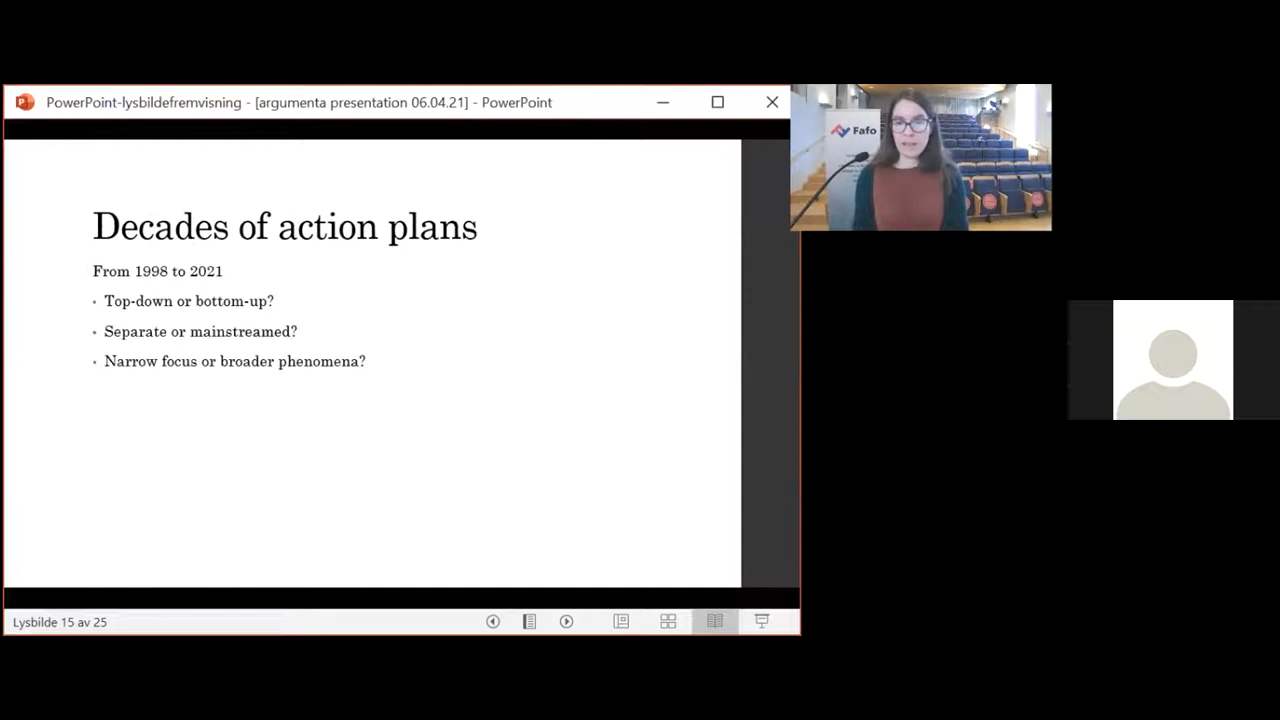 PowerPoint-lysbildefremvisning - [argumenta presentation 06.04.21] - PowerPoint
Fafo
Decades of action plans
From 1998 to 2021
• Top-down or bottom-up?
• Separate or mainstreamed?
• Narrow focus or broader phenomena?
Lysbilde 15 av 25